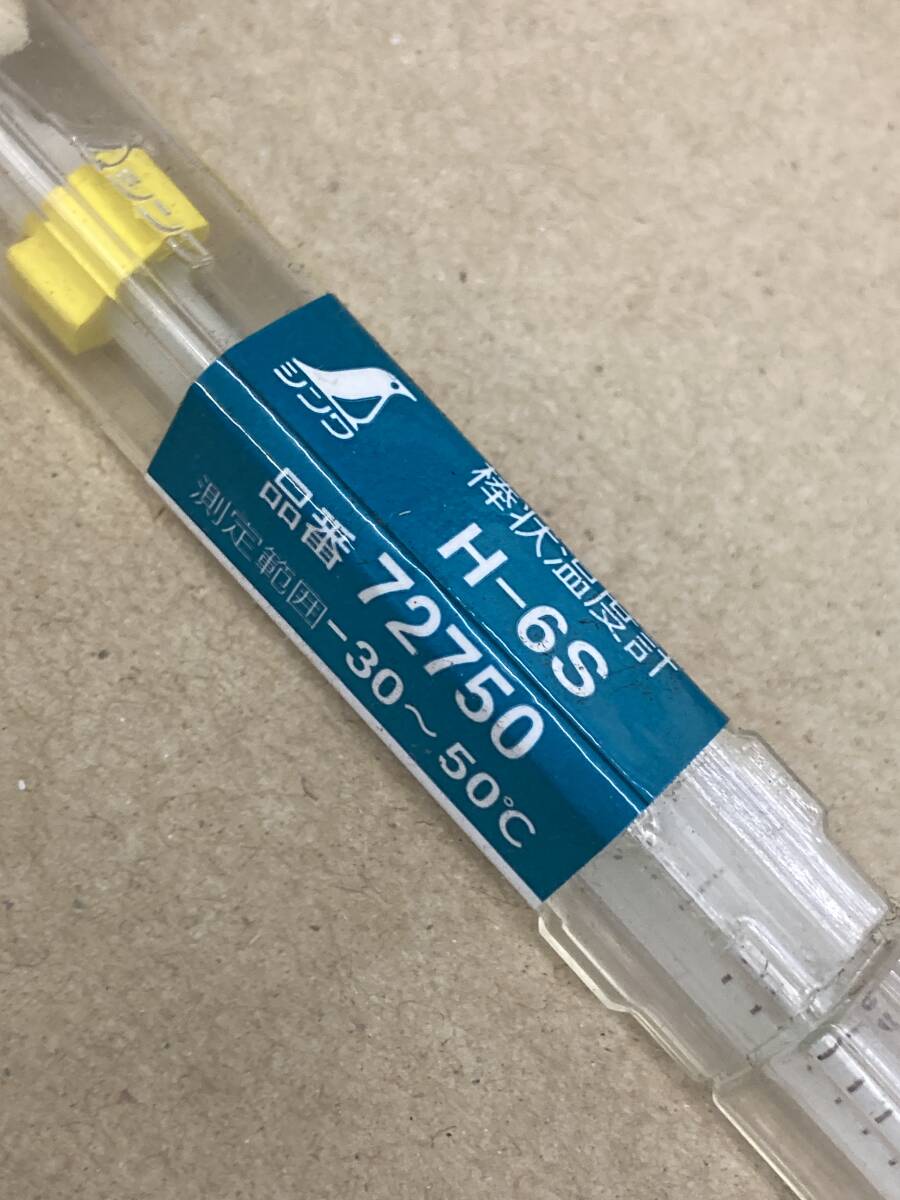 シンワ
棒状温度計
H-6S
品番 72750
測定範囲-30～50℃